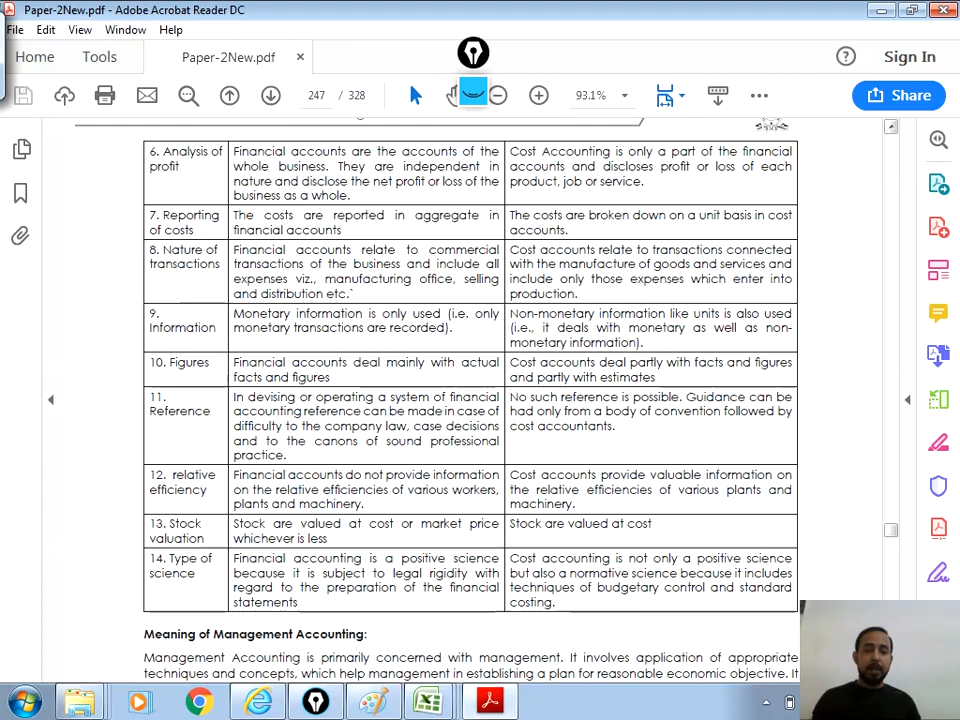 Paper-2New.pdf - Adobe Acrobat Reader DC
File Edit View Window Help
Home Tools Paper-2New.pdf × Sign In
247 / 328 93.1% Share
6. Analysis of profit
Financial accounts are the accounts of the
whole business. They are independent in
nature and disclose the net profit or loss of the
business as a whole.
Cost Accounting is only a part of the financial
accounts and discloses profit or loss of each
product, job or service.
7. Reporting
of costs
The costs are reported in aggregate in
financial accounts
The costs are broken down on a unit basis in cost
accounts.
8. Nature of
transactions
Financial accounts relate to commercial
transactions of the business and include all
expenses viz., manufacturing office, selling
and distribution etc.`
Cost accounts relate to transactions connected
with the manufacture of goods and services and
include only those expenses which enter into
production.
9.
Information
Monetary information is only used (i.e. only
monetary transactions are recorded).
Non-monetary information like units is also used
(i.e., it deals with monetary as well as non-
monetary information).
10. Figures
Financial accounts deal mainly with actual
facts and figures
Cost accounts deal partly with facts and figures
and partly with estimates
11.
Reference
In devising or operating a system of financial
accounting reference can be made in case of
difficulty to the company law, case decisions
and to the canons of sound professional
practice.
No such reference is possible. Guidance can be
had only from a body of convention followed by
cost accountants.
12. relative
efficiency
Financial accounts do not provide information
on the relative efficiencies of various workers,
plants and machinery.
Cost accounts provide valuable information on
the relative efficiencies of various plants and
machinery.
13. Stock
valuation
Stock are valued at cost or market price
whichever is less
Stock are valued at cost
14. Type of
science
Financial accounting is a positive science
because it is subject to legal rigidity with
regard to the preparation of the financial
statements
Cost accounting is not only a positive science
but also a normative science because it includes
techniques of budgetary control and standard
costing.
Meaning of Management Accounting:
Management Accounting is primarily concerned with management. It involves application of appropriate
techniques and concepts, which help management in establishing a plan for reasonable economic objective. It